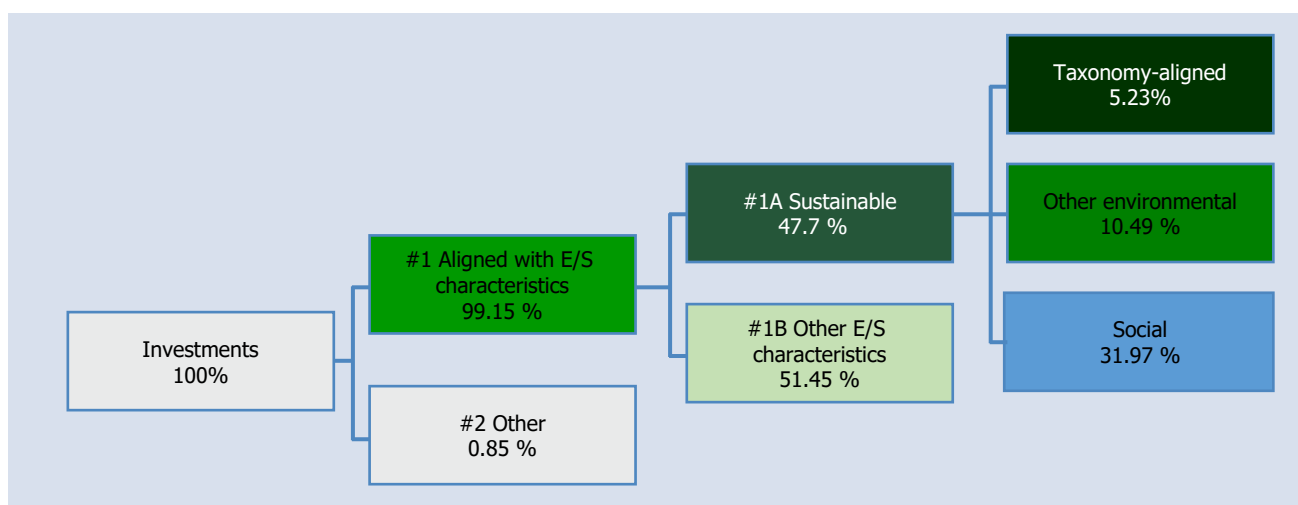 Investments
100%
#1 Aligned with E/S
characteristics
99.15 %
#2 Other
0.85 %
#1A Sustainable
47.7 %
#1B Other E/S
characteristics
51.45 %
Taxonomy-aligned
5.23%
Other environmental
10.49 %
Social
31.97 %